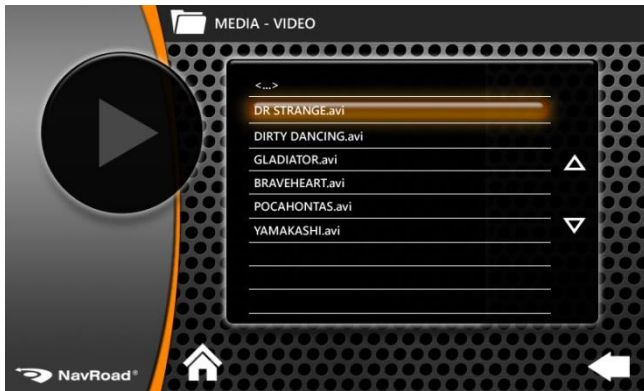 MEDIA - VIDEO
<...>
DR STRANGE.avi
DIRTY DANCING.avi
GLADIATOR.avi
BRAVEHEART.avi
POCAHONTAS.avi
YAMAKASHI.avi
NavRoad®